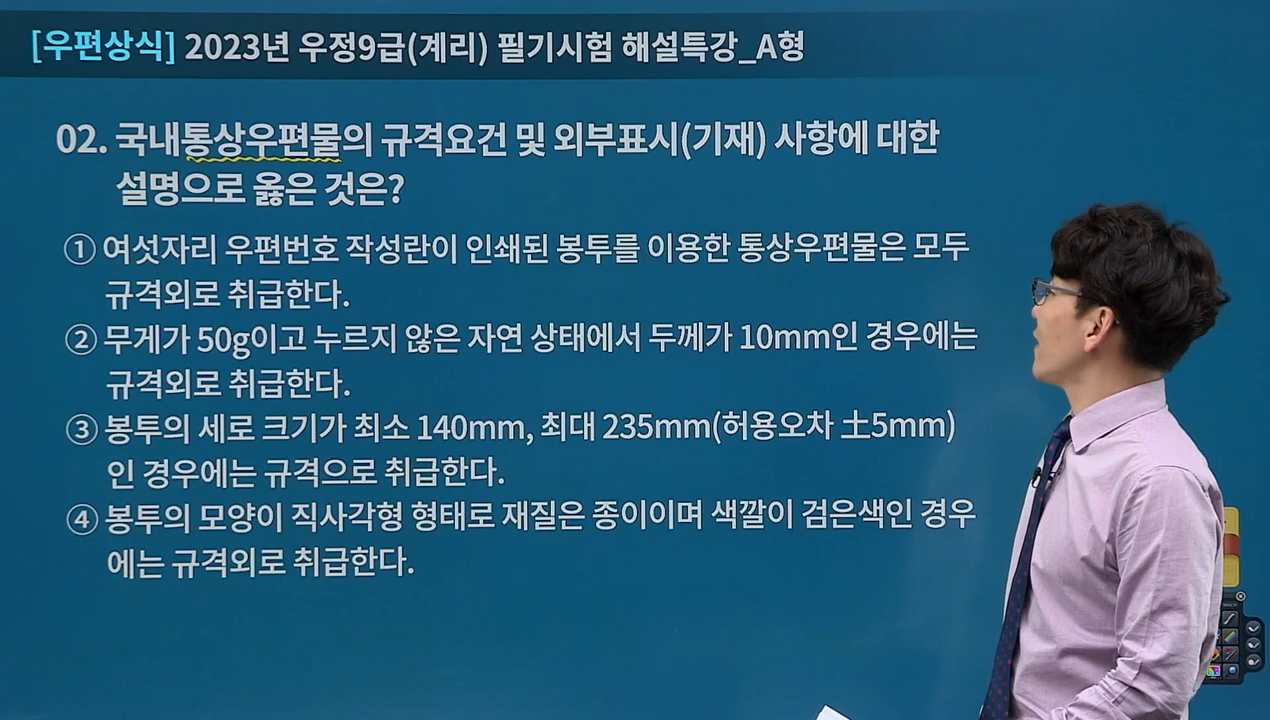 [우편상식] 2023년 우정9급(계리) 필기시험 해설특강_A형
02. 국내통상우편물의 규격요건 및 외부표시(기재) 사항에 대한
설명으로 옳은 것은?
① 여섯자리 우편번호 작성란이 인쇄된 봉투를 이용한 통상우편물은 모두
규격외로 취급한다.
② 무게가 50g이고 누르지 않은 자연 상태에서 두께가 10mm인 경우에는
규격외로 취급한다.
③ 봉투의 세로 크기가 최소 140mm, 최대 235mm(허용오차 土5mm)
인 경우에는 규격으로 취급한다.
④ 봉투의 모양이 직사각형 형태로 재질은 종이이며 색깔이 검은색인 경우
에는 규격외로 취급한다.